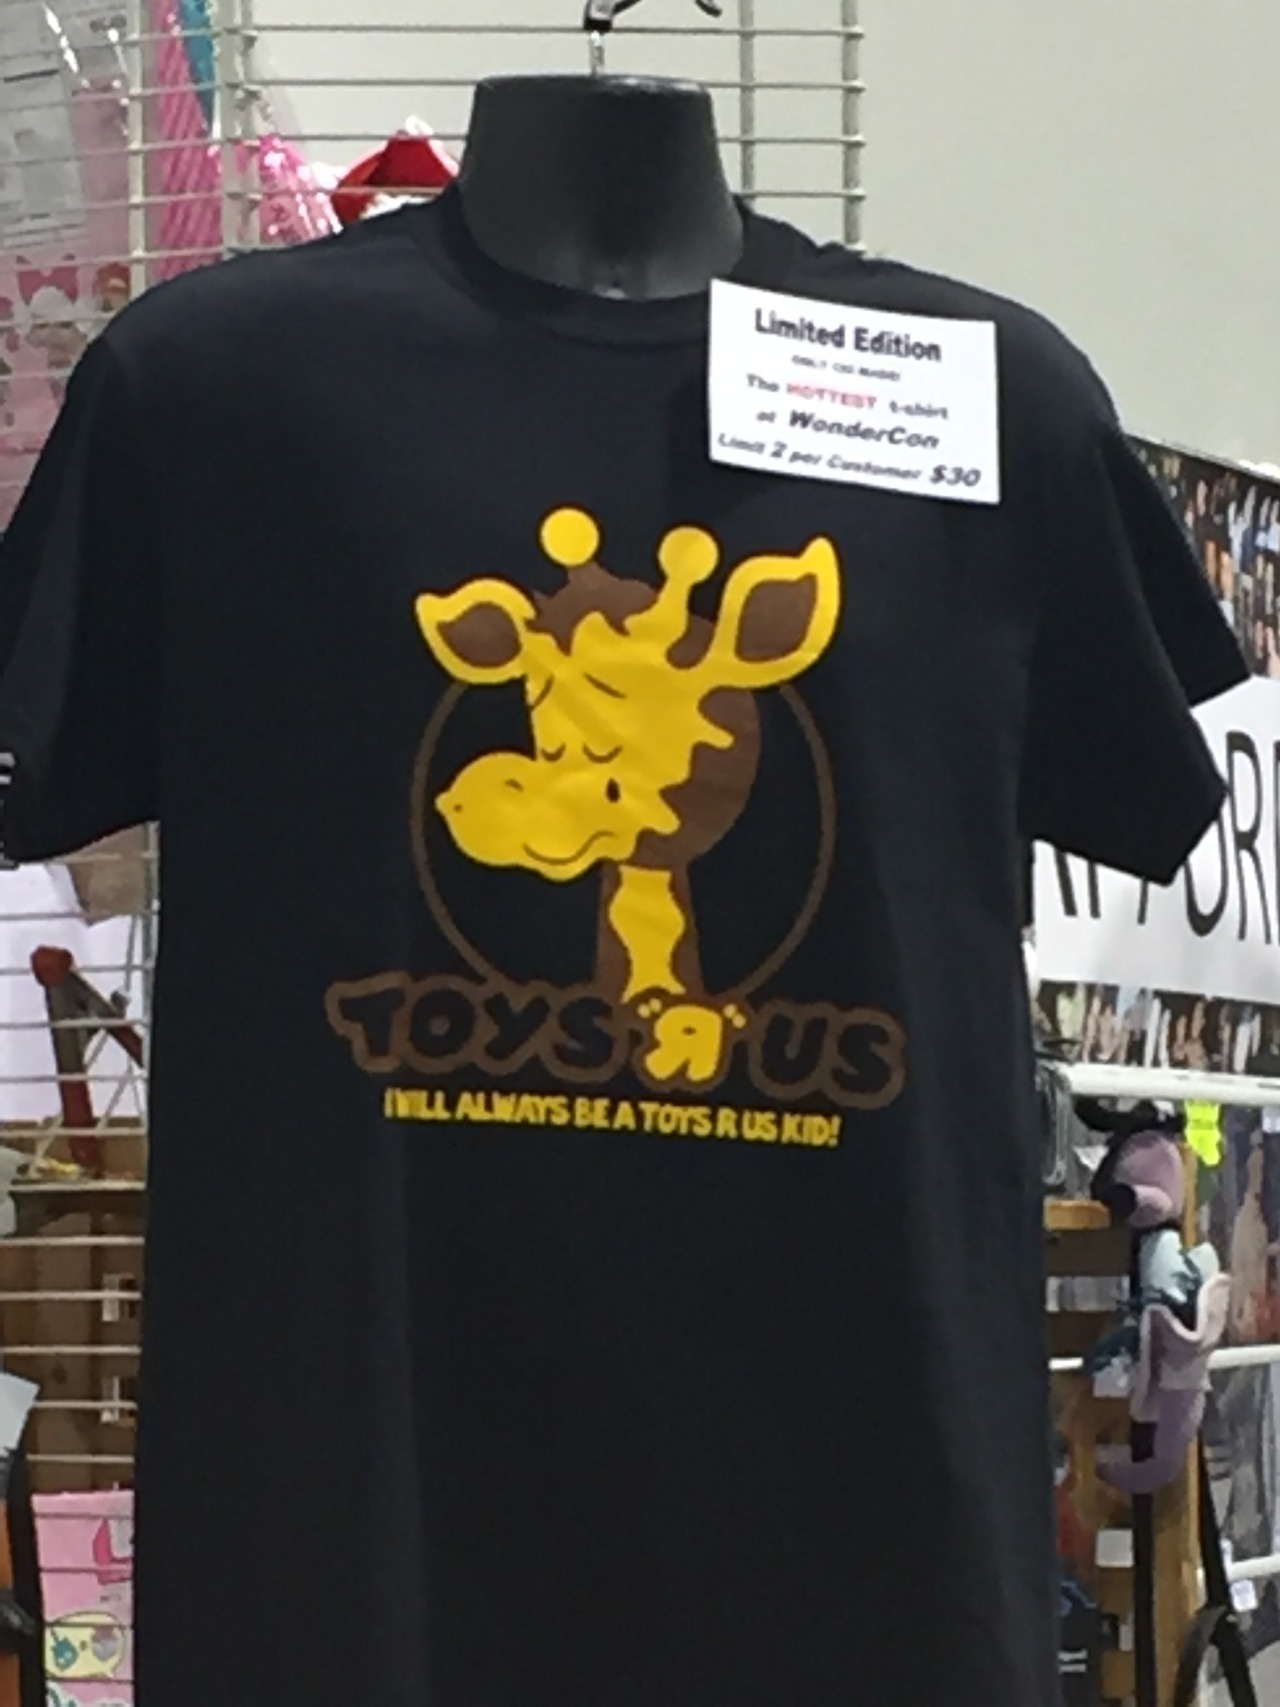 Limited Edition
The HOTTEST t-shirt
at WonderCon
Limit 2 per Customer $30
TOYS "Я" US
I WILL ALWAYS BE A TOYS R US KID!